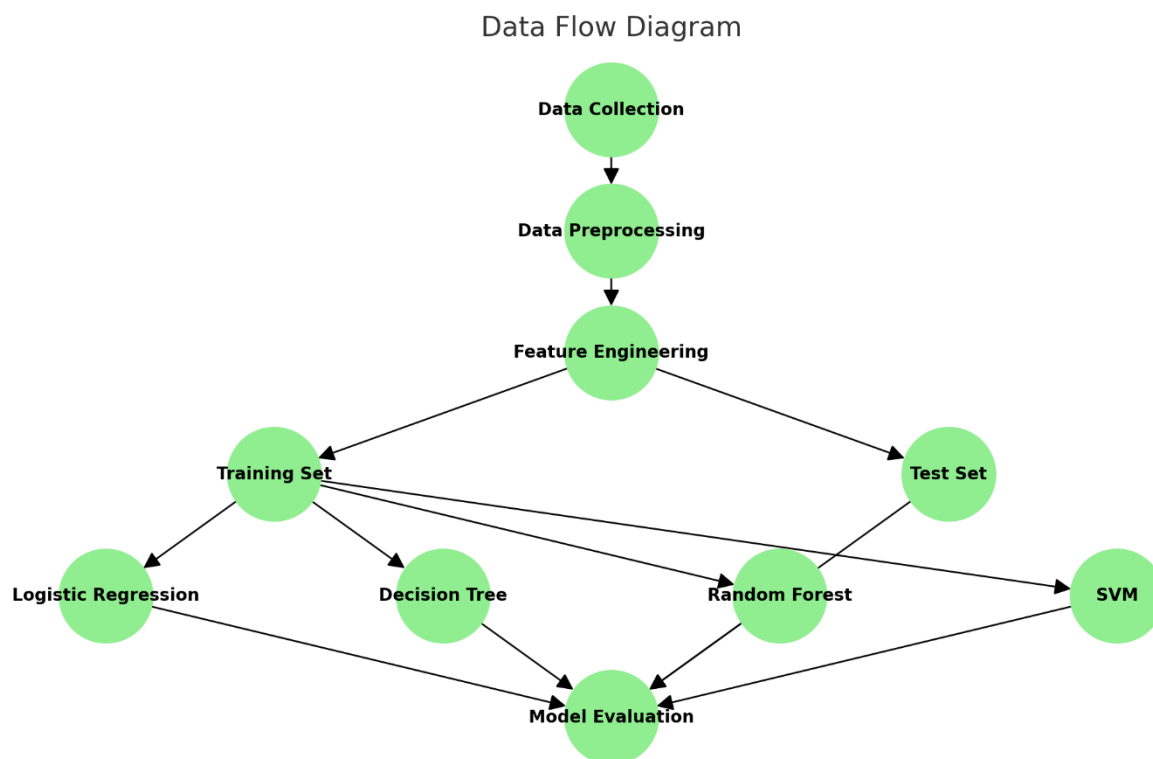 Data Flow Diagram
Data Collection
Data Preprocessing
Feature Engineering
Training Set
Test Set
Logistic Regression
Decision Tree
Random Forest
SVM
Model Evaluation